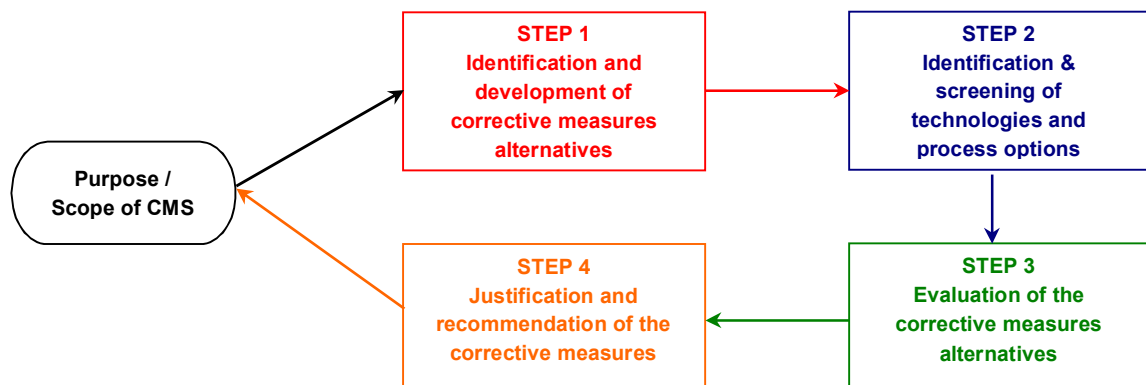 Purpose /
Scope of CMS
STEP 1
Identification and
development of
corrective measures
alternatives
STEP 2
Identification &
screening of
technologies and
process options
STEP 3
Evaluation of the
corrective measures
alternatives
STEP 4
Justification and
recommendation of the
corrective measures